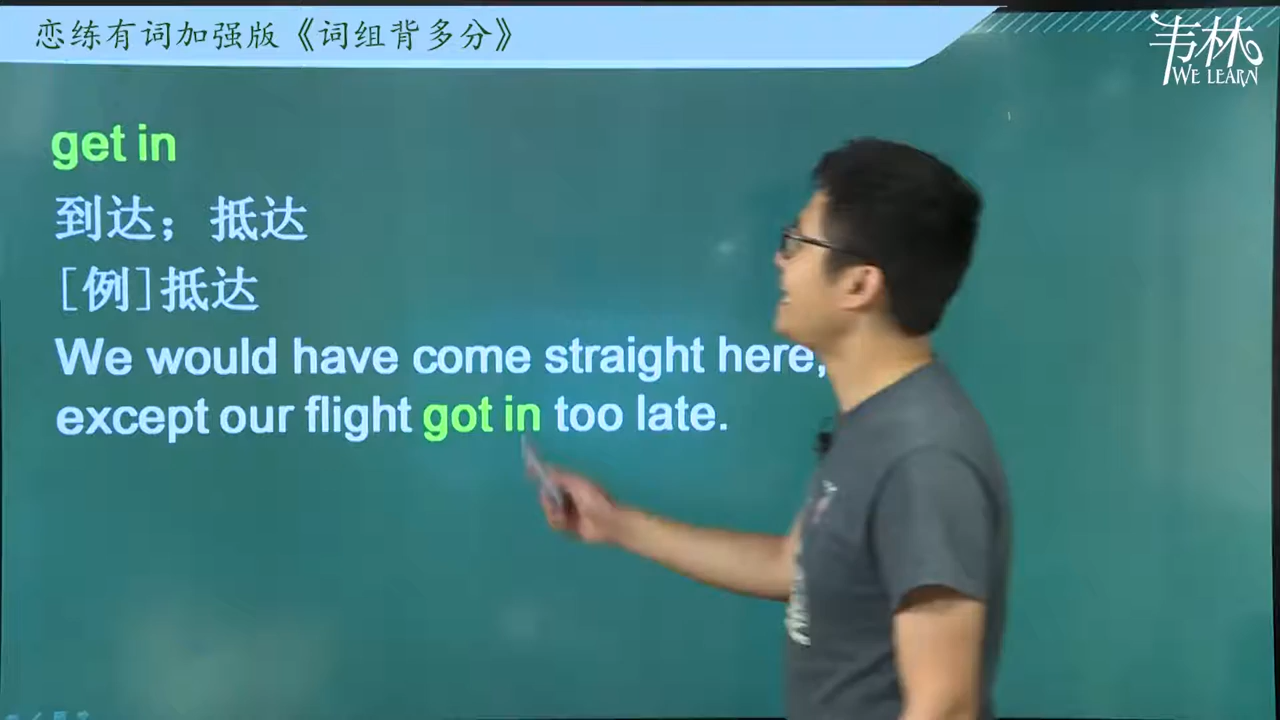 恋练有词加强版《词组背多分》
韦林
WE LEARN
get in
到达；抵达
[例]抵达
We would have come straight here,
except our flight got in too late.